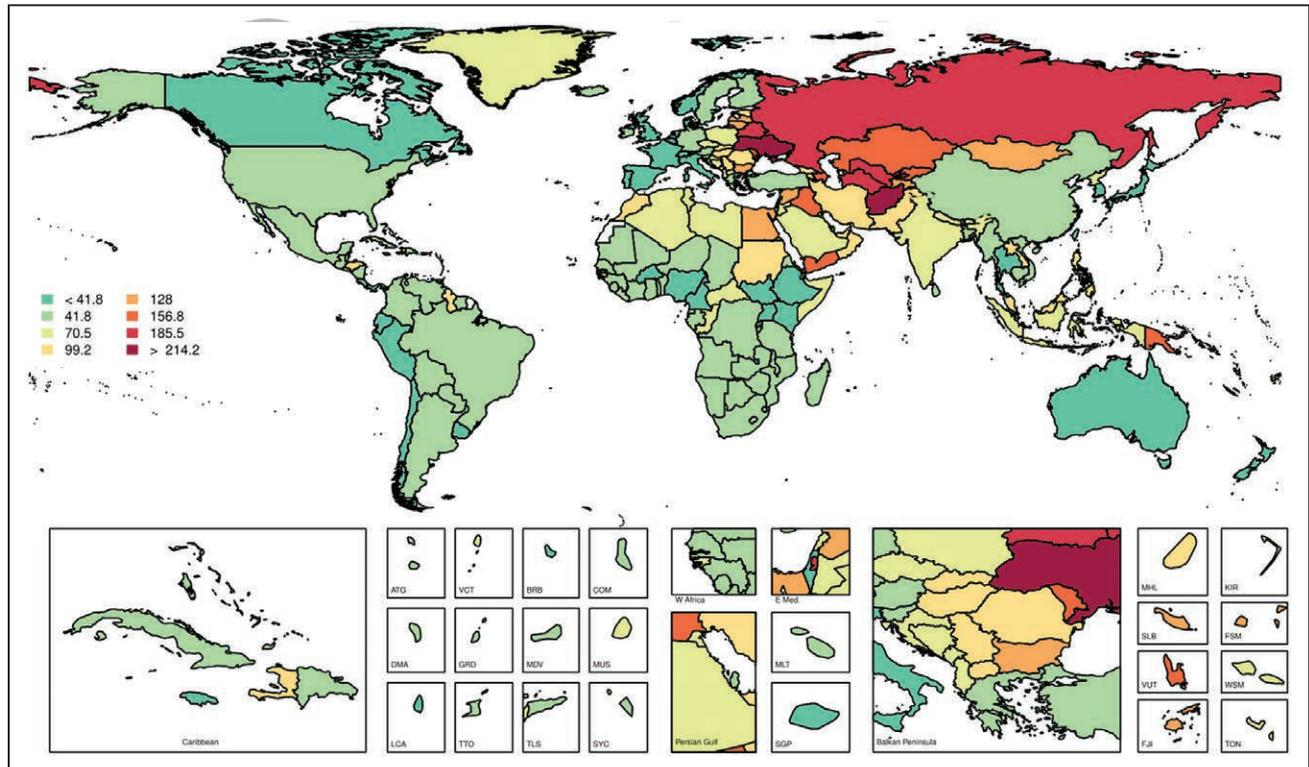 < 41.8 128
41.8 156.8
70.5 185.5
99.2 > 214.2
ATG VCT BRB COM
W Africa E Med.
MHL KIR
DMA GRD MDV MUS
MLT
SLB FSM
VUT WSM
LCA TTO TLS SYC
Caribbean Persian Gulf SGP Balkan Peninsula
FJI TON